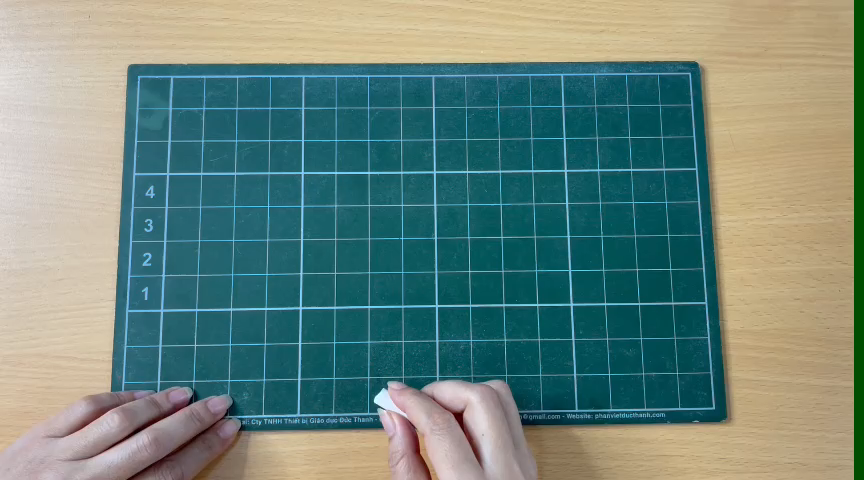 4
3
2
1
Cty TNHH Thiết bị Giáo dục Đức Thanh - @gmail.com - Website: phanvietducthanh.com